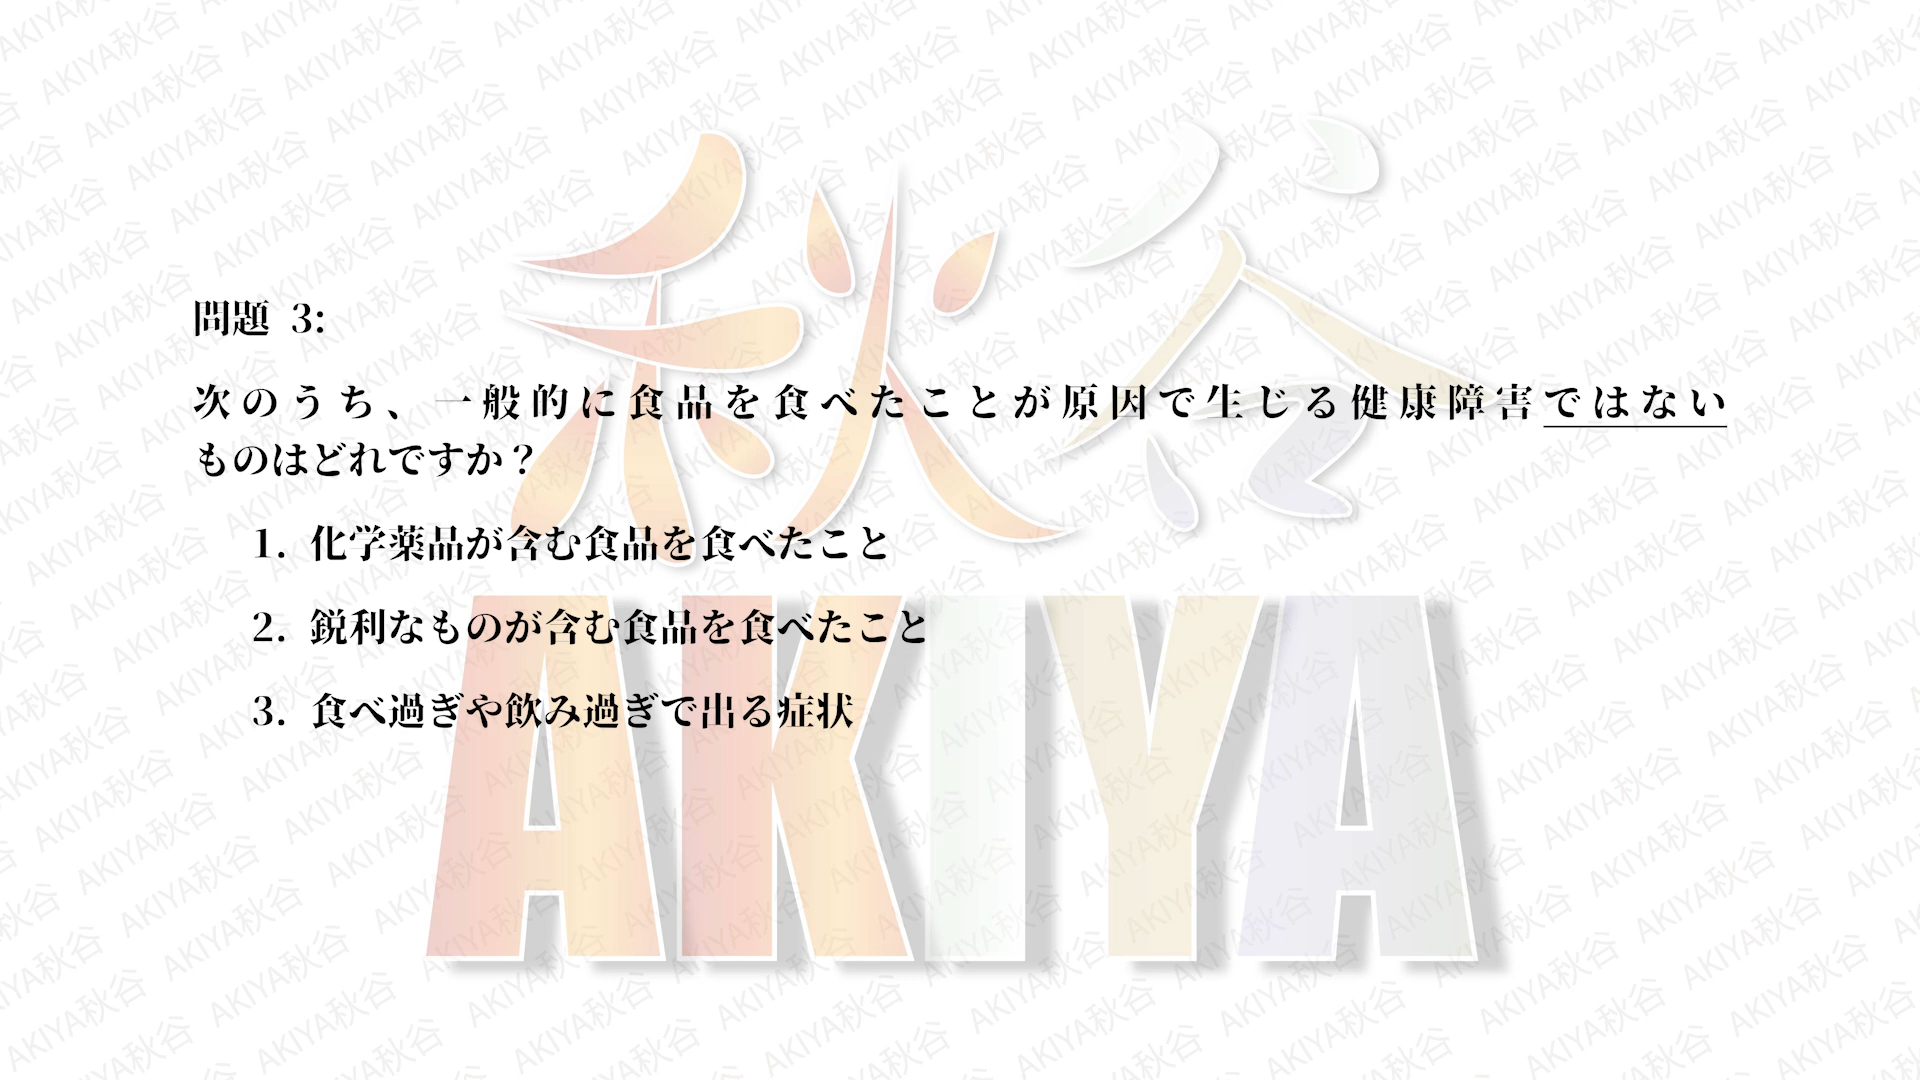 問題 3:
次のうち、一般的に食品を食べたことが原因で生じる健康障害ではない
ものはどれですか？
1. 化学薬品が含む食品を食べたこと
2. 鋭利なものが含む食品を食べたこと
3. 食べ過ぎや飲み過ぎで出る症状
秋谷
AKIYA